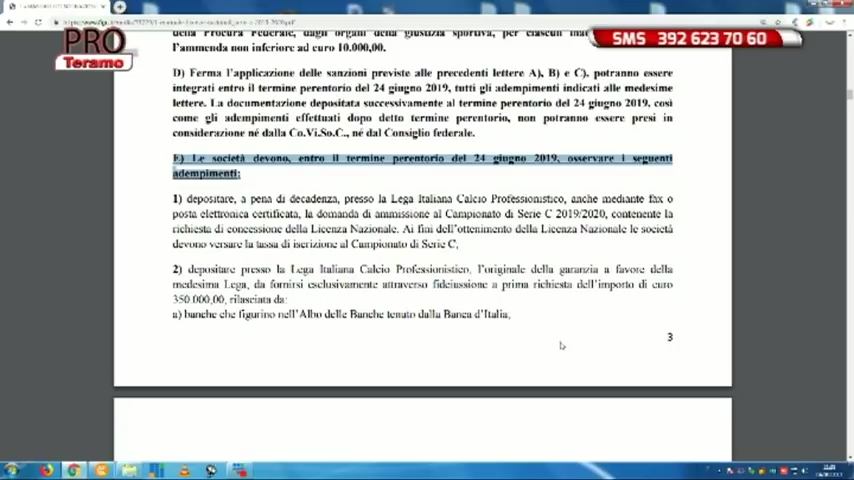 PRO
Teramo
SMS 392 623 70 60
della Procura Federale, dagli organi della giustizia sportiva, per ciascun
l'ammenda non inferiore ad euro 10.000,00.
D) Ferma l'applicazione delle sanzioni previste alle precedenti lettere A), B) e C), potranno essere
integrati entro il termine perentorio del 24 giugno 2019, tutti gli adempimenti indicati alle medesime
lettere. La documentazione depositata successivamente al termine perentorio del 24 giugno 2019, così
come gli adempimenti effettuati dopo detto termine perentorio, non potranno essere presi in
considerazione né dalla Co.Vi.So.C., né dal Consiglio federale.
E) Le società devono, entro il termine perentorio del 24 giugno 2019, osservare i seguenti
adempimenti:
1) depositare, a pena di decadenza, presso la Lega Italiana Calcio Professionistico, anche mediante fax o
posta elettronica certificata, la domanda di ammissione al Campionato di Serie C 2019/2020, contenente la
richiesta di concessione della Licenza Nazionale. Ai fini dell'ottenimento della Licenza Nazionale le società
devono versare la tassa di iscrizione al Campionato di Serie C;
2) depositare presso la Lega Italiana Calcio Professionistico, l'originale della garanzia a favore della
medesima Lega, da fornirsi esclusivamente attraverso fideiussione a prima richiesta dell'importo di euro
350.000,00, rilasciata da:
a) banche che figurino nell'Albo delle Banche tenuto dalla Banca d'Italia;
3